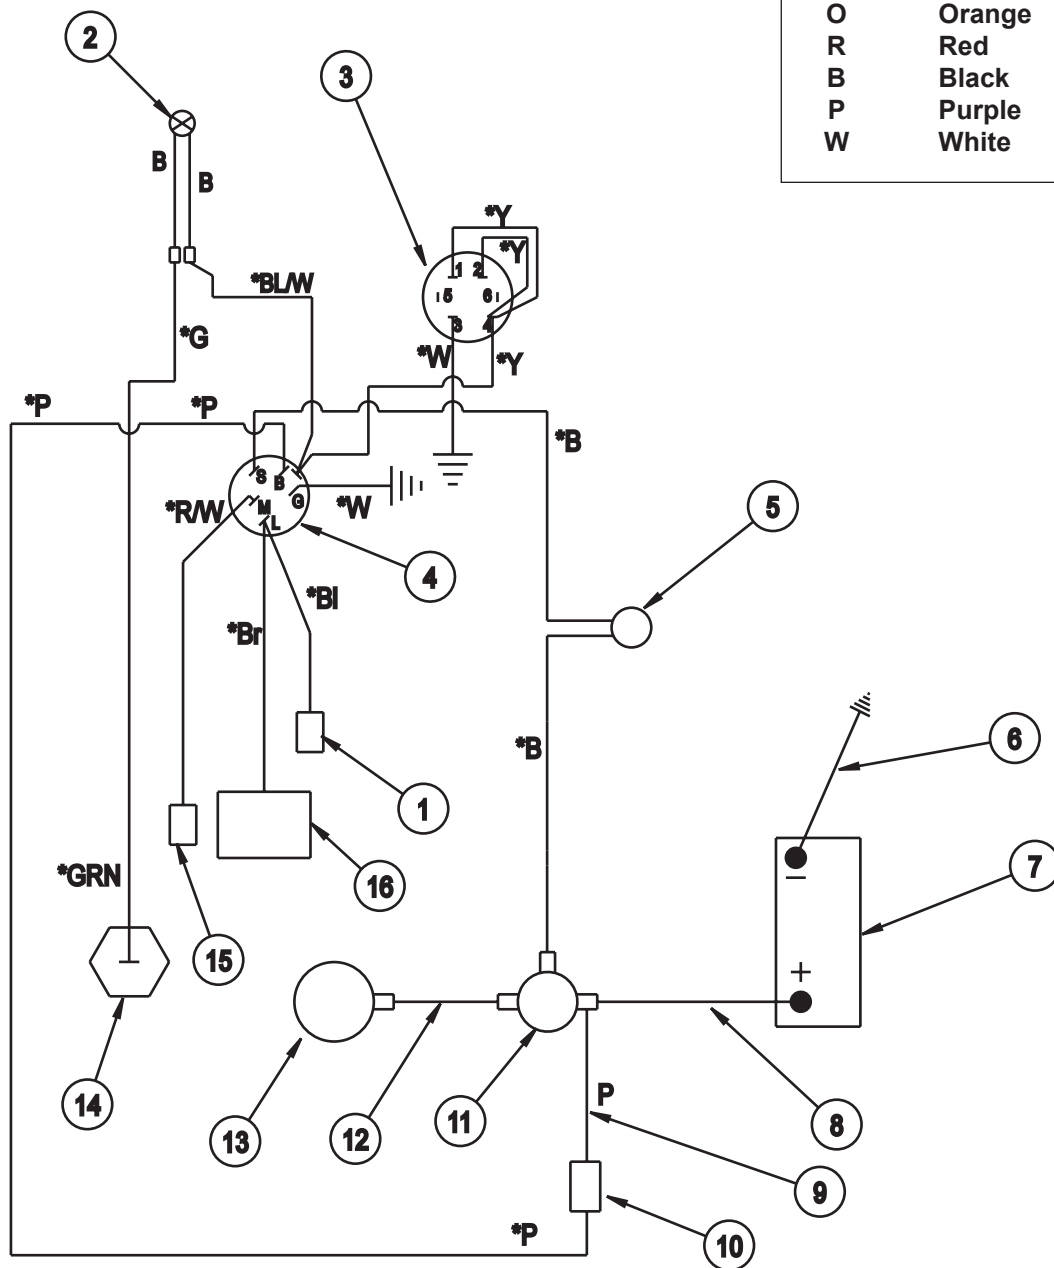 O Orange
R Red
B Black
P Purple
W White
2
3
B
B
*Y
*Y
1 2
5 6
3 4
*BL/W
*G
*W
*Y
*P
*P
*B
S
B
G
M
L
*R/W
*W
5
4
*Bl
*Br
6
*B
1
7
16
*GRN
–
15
+
14
13
12
11
P
8
9
10
*P